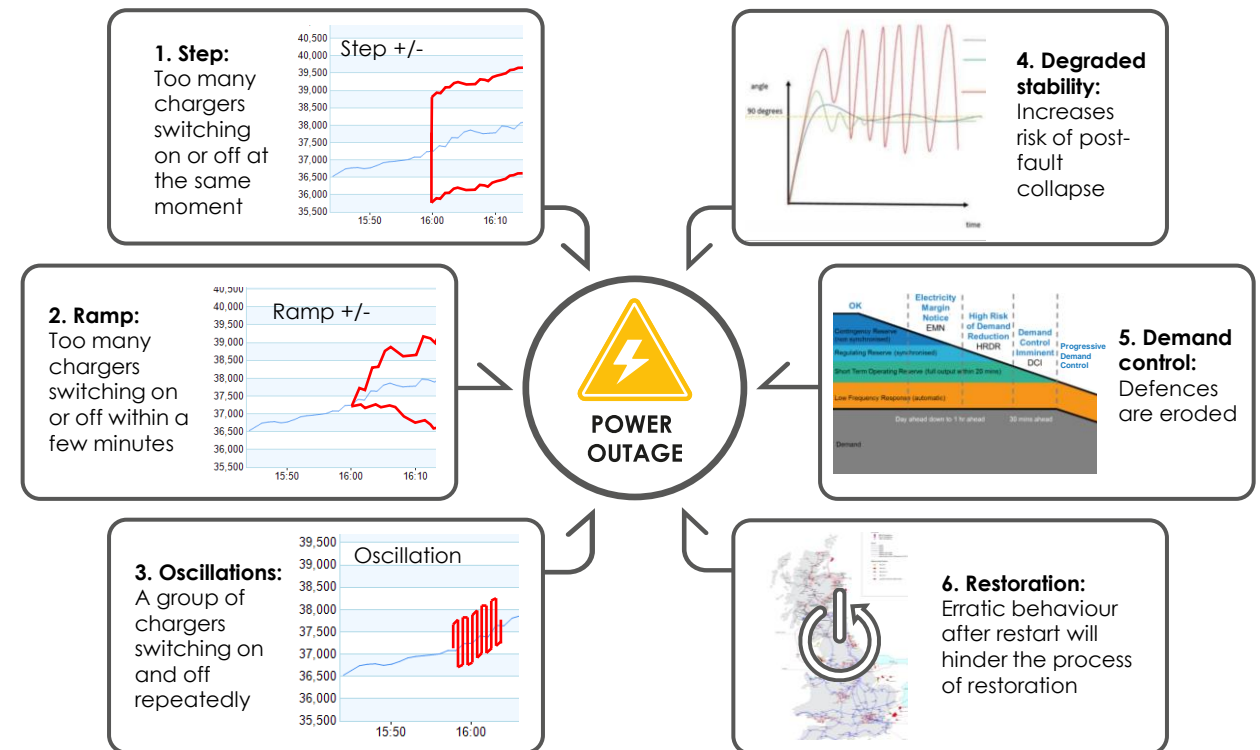 1. Step:
Too many
chargers
switching
on or off at
the same
moment
Step +/-
40,500
40,000
39,500
39,000
38,500
38,000
37,500
37,000
36,500
36,000
35,500
15:50
16:00
16:10
2. Ramp:
Too many
chargers
switching on
or off within a
few minutes
Ramp +/-
40,500
40,000
39,500
39,000
38,500
38,000
37,500
37,000
36,500
36,000
35,500
15:50
16:00
16:10
3. Oscillations:
A group of
chargers
switching on
and off
repeatedly
Oscillation
39,500
39,000
38,500
38,000
37,500
37,000
36,500
36,000
35,500
15:50
16:00
POWER
OUTAGE
angle
90 degrees
time
4. Degraded
stability:
Increases
risk of post-
fault
collapse
OK
Electricity
Margin
Notice
EMN
High Risk
of Demand
Reduction
HRDR
Demand
Control
Imminent
DCI
Progressive
Demand
Control
Contingency Reserve
(not synchronised)
Regulating Reserve (synchronised)
Short Term Operating Reserve (full output within 20 mins)
Low Frequency Response (automatic)
Day ahead down to 1 hr ahead
30 mins ahead
Demand
5. Demand
control:
Defences
are eroded
6. Restoration:
Erratic behaviour
after restart will
hinder the process
of restoration